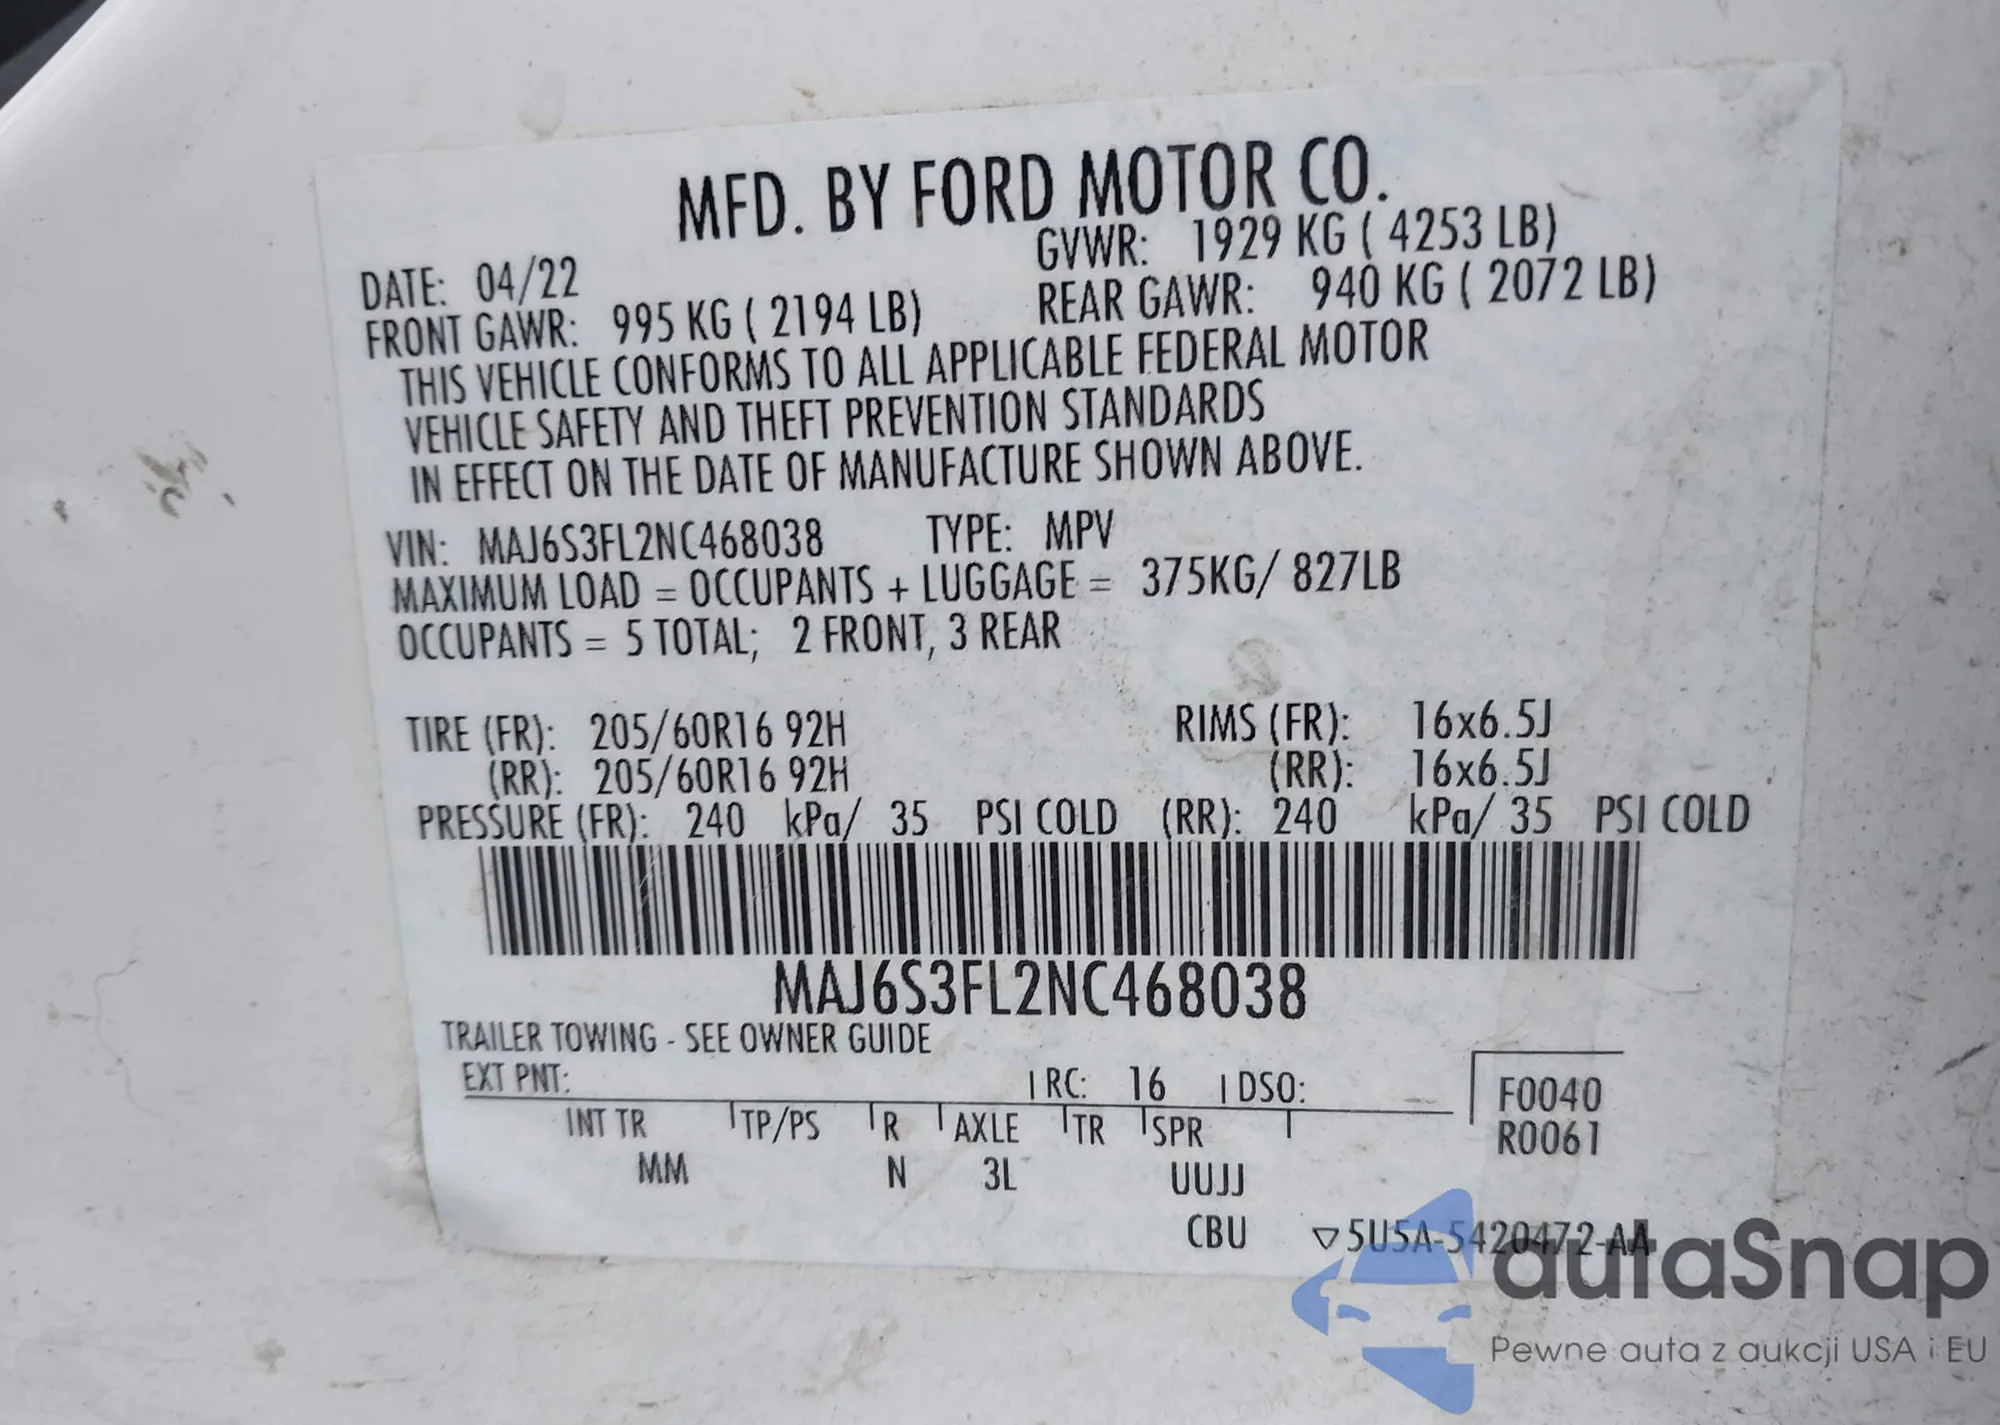 MFD. BY FORD MOTOR CO.
DATE: 04/22 GVWR: 1929 KG ( 4253 LB)
FRONT GAWR: 995 KG ( 2194 LB) REAR GAWR: 940 KG ( 2072 LB)
THIS VEHICLE CONFORMS TO ALL APPLICABLE FEDERAL MOTOR
VEHICLE SAFETY AND THEFT PREVENTION STANDARDS
IN EFFECT ON THE DATE OF MANUFACTURE SHOWN ABOVE.
VIN: MAJ6S3FL2NC468038 TYPE: MPV
MAXIMUM LOAD = OCCUPANTS + LUGGAGE = 375KG/ 827LB
OCCUPANTS = 5 TOTAL; 2 FRONT, 3 REAR
TIRE (FR): 205/60R16 92H RIMS (FR): 16x6.5J
(RR): 205/60R16 92H (RR): 16x6.5J
PRESSURE (FR): 240 kPa/ 35 PSI COLD (RR): 240 kPa/ 35 PSI COLD
MAJ6S3FL2NC468038
TRAILER TOWING - SEE OWNER GUIDE
EXT PNT: RC: 16 DSO: F0040
INT TR TP/PS R AXLE TR SPR R0061
MM N 3L UUJJ
CBU ▽5U5A-5420472-AA
autaSnap
Pewne auta z aukcji USA i EU